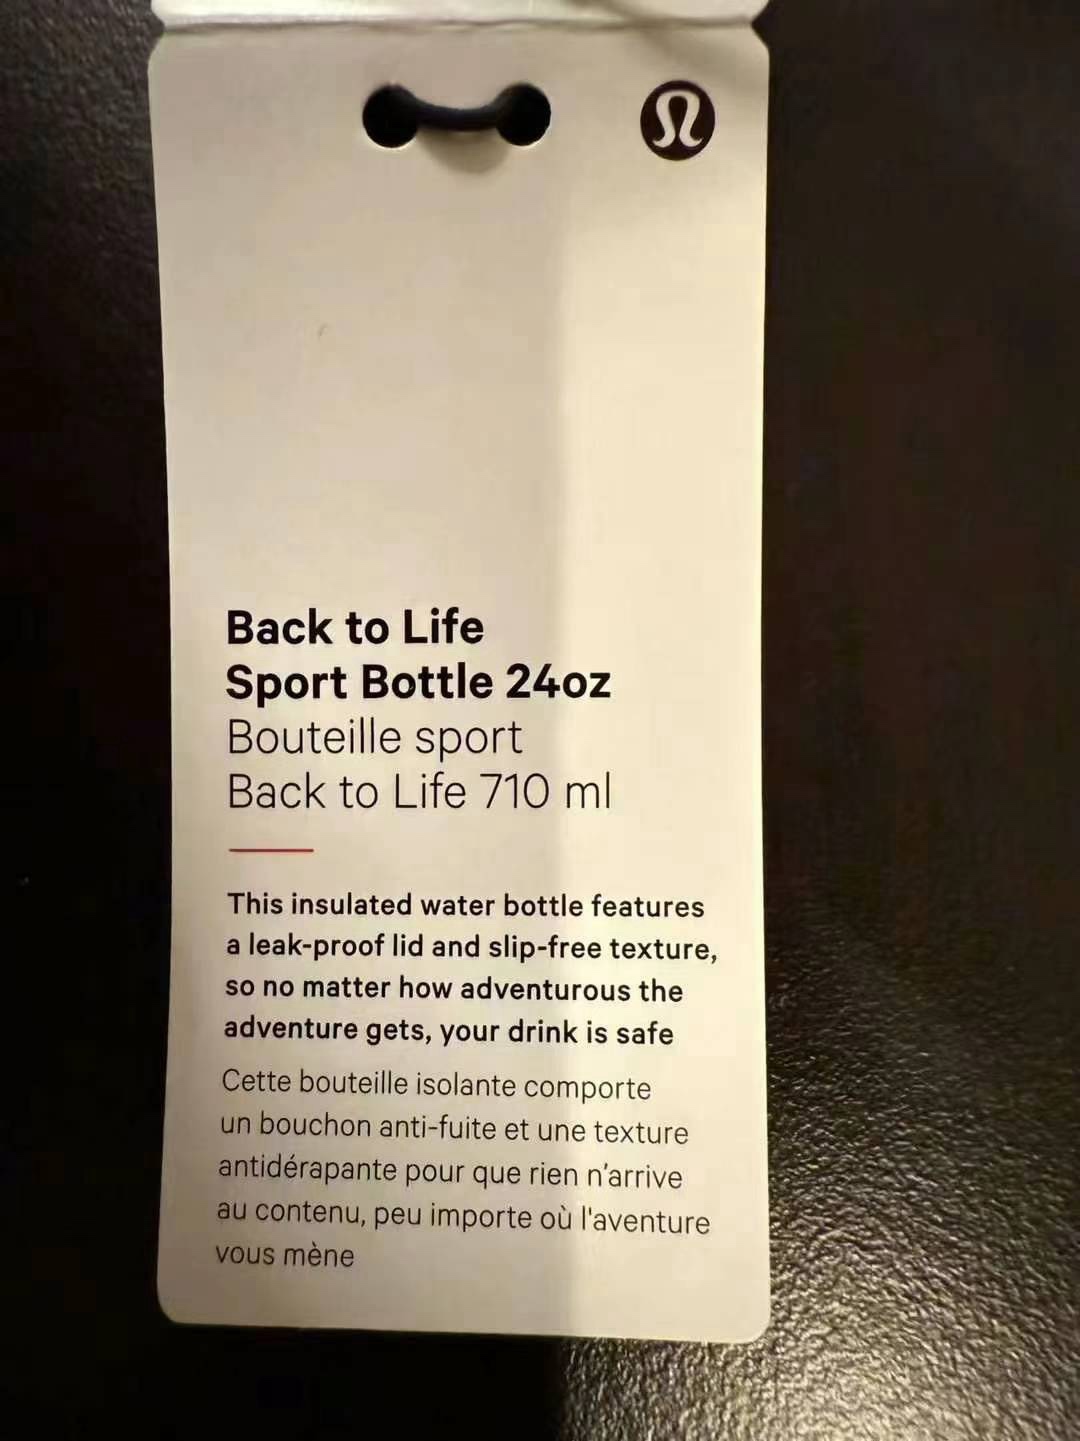 Back to Life
Sport Bottle 24oz
Bouteille sport
Back to Life 710 ml
This insulated water bottle features
a leak-proof lid and slip-free texture,
so no matter how adventurous the
adventure gets, your drink is safe
Cette bouteille isolante comporte
un bouchon anti-fuite et une texture
antidérapante pour que rien n’arrive
au contenu, peu importe où l'aventure
vous mène